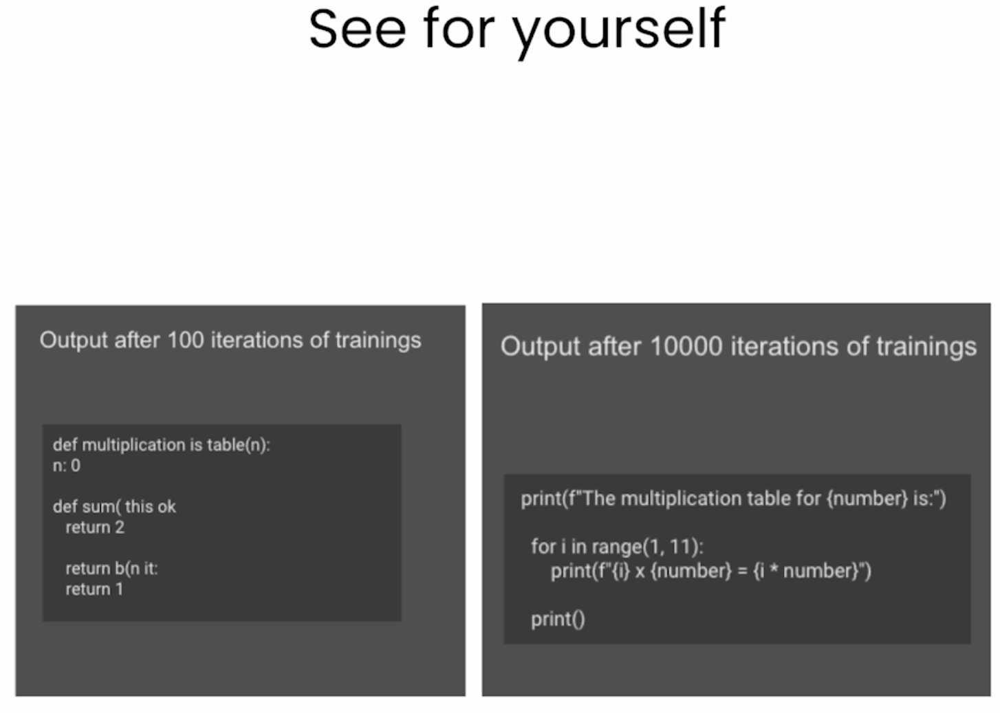 See for yourself
Output after 100 iterations of trainings
def multiplication is table(n):
n: 0
def sum( this ok
return 2
return b(n it:
return 1
Output after 10000 iterations of trainings
print(f"The multiplication table for {number} is:")
for i in range(1, 11):
print(f"{i} x {number} = {i * number}")
print()